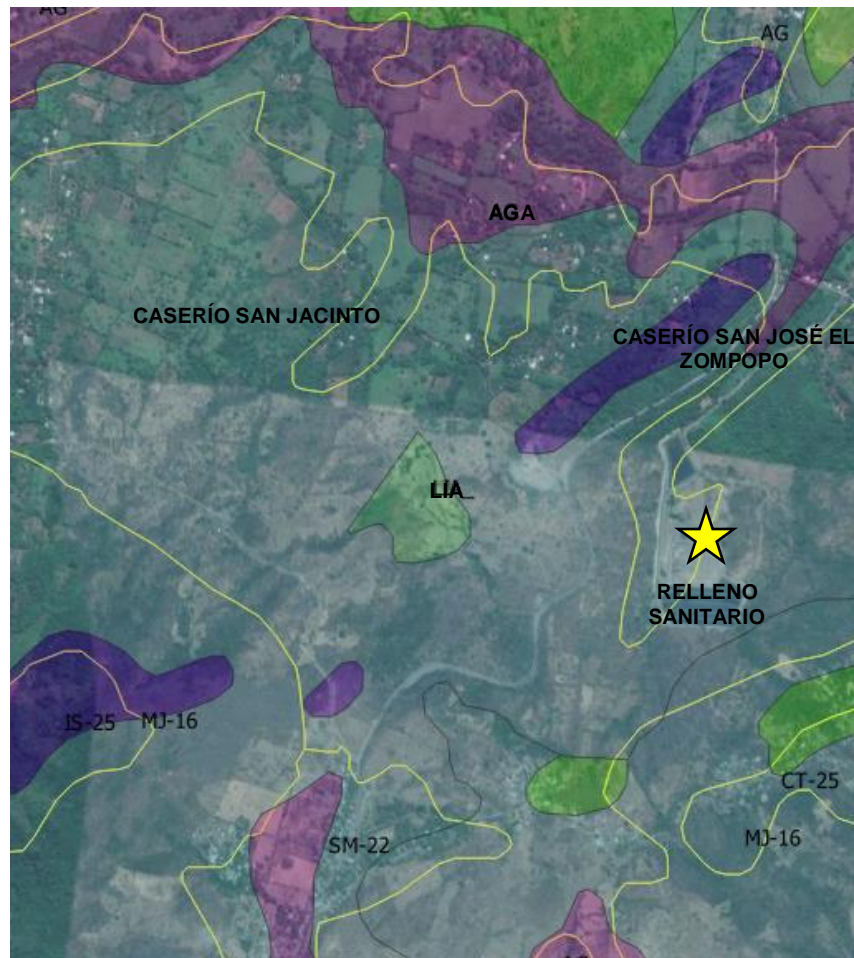 AG
AG
AGA
CASERÍO SAN JACINTO
CASERÍO SAN JOSÉ EL
ZOMPOPO
LIA
RELLENO
SANITARIO
IS-25
MJ-16
CT-25
SM-22
MJ-16